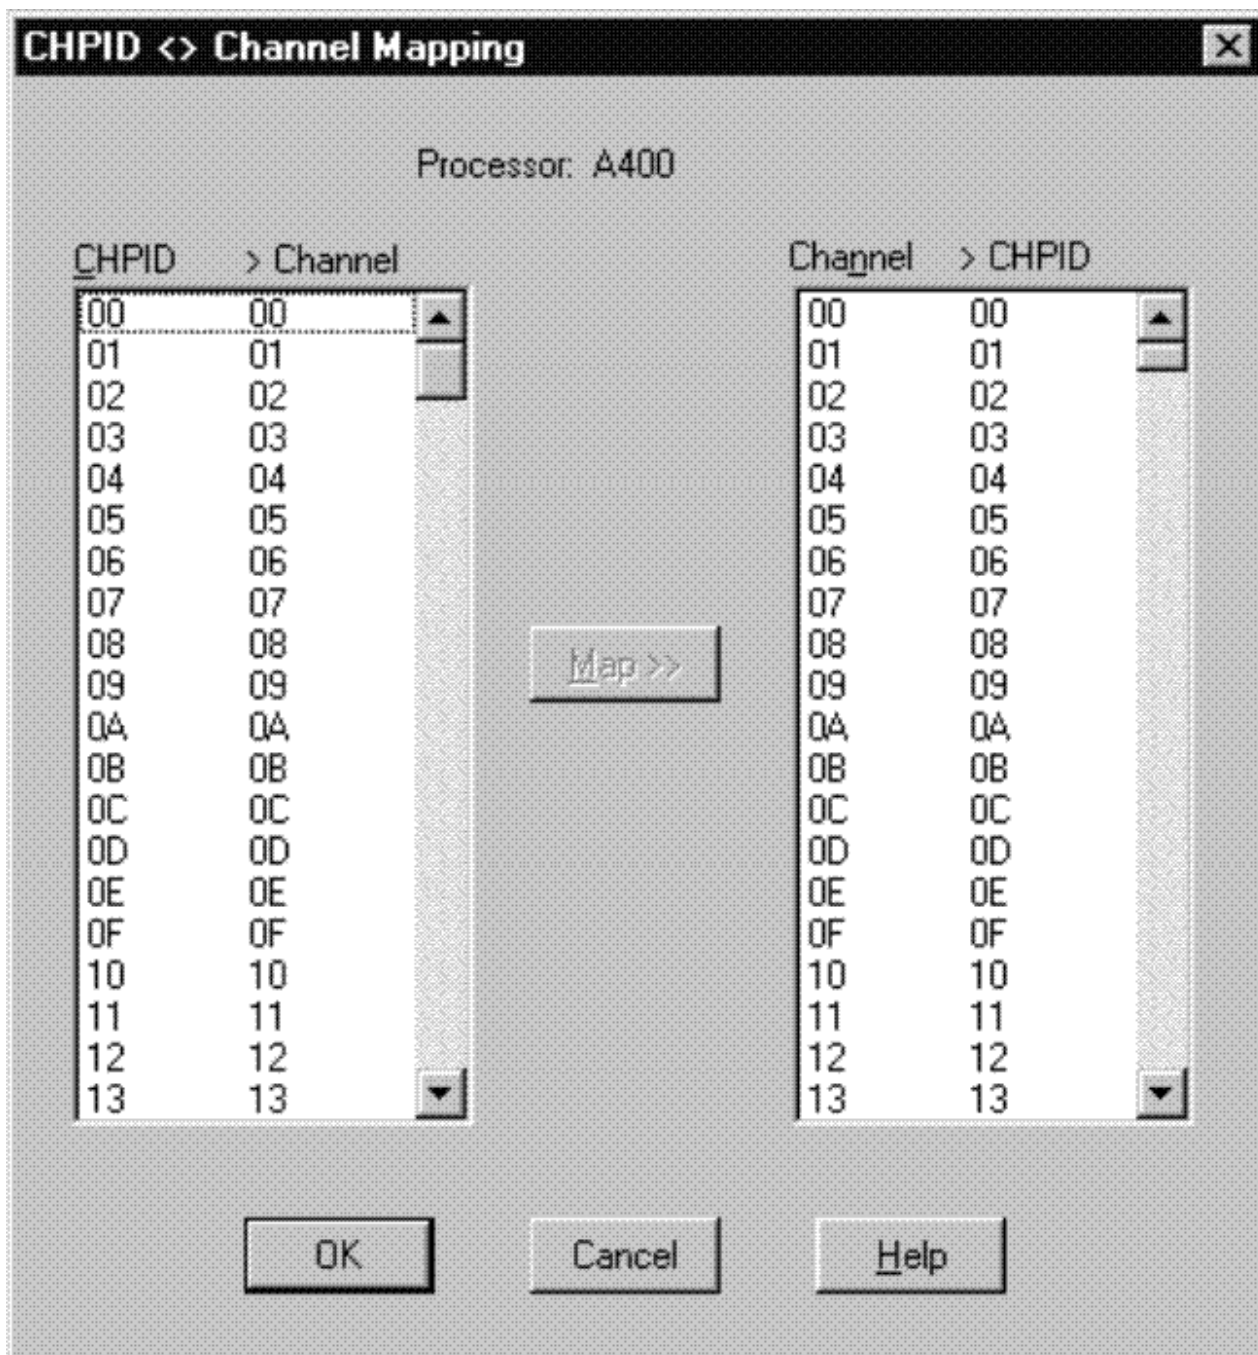 CHPID <> Channel Mapping
Processor: A400
CHPID > Channel
Channel > CHPID
00 00
01 01
02 02
03 03
04 04
05 05
06 06
07 07
08 08
09 09
0A 0A
0B 0B
0C 0C
0D 0D
0E 0E
0F 0F
10 10
11 11
12 12
13 13
Map >>
00 00
01 01
02 02
03 03
04 04
05 05
06 06
07 07
08 08
09 09
0A 0A
0B 0B
0C 0C
0D 0D
0E 0E
0F 0F
10 10
11 11
12 12
13 13
OK
Cancel
Help